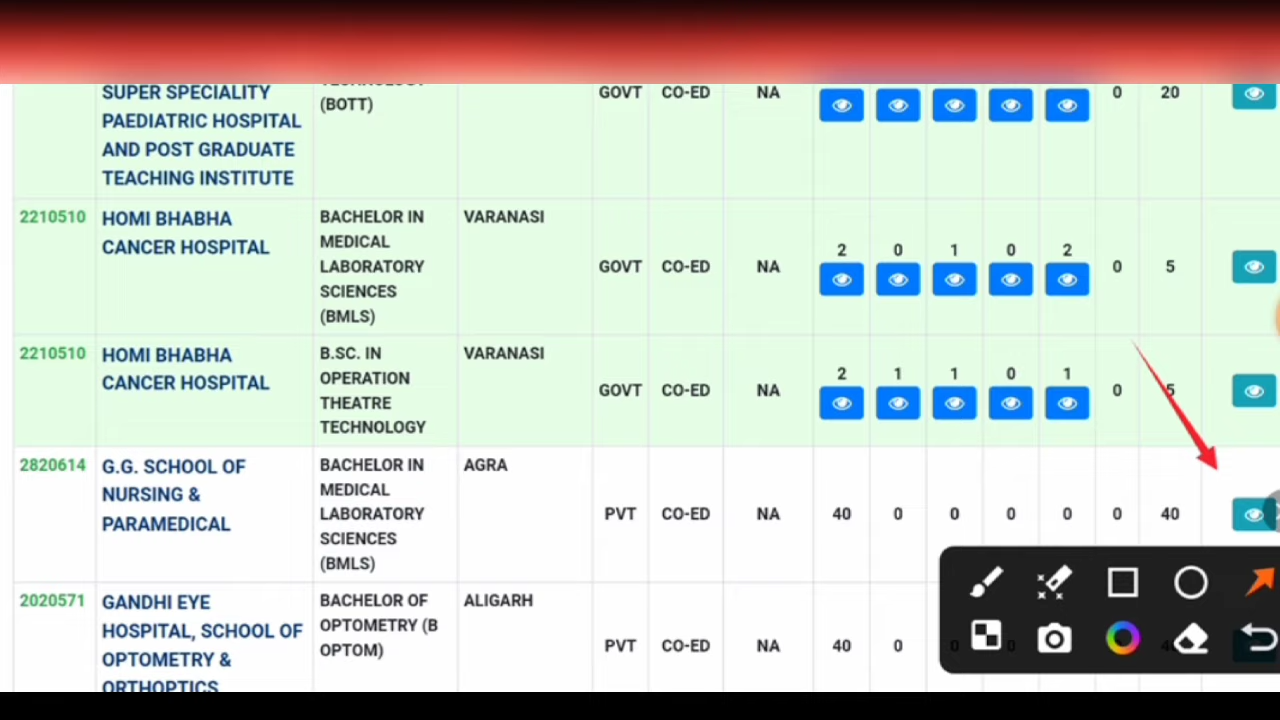 SUPER SPECIALITY
PAEDIATRIC HOSPITAL
AND POST GRADUATE
TEACHING INSTITUTE
(BOTT)
GOVT CO-ED NA 0 20
2210510
HOMI BHABHA
CANCER HOSPITAL
BACHELOR IN
MEDICAL
LABORATORY
SCIENCES
(BMLS)
VARANASI
GOVT CO-ED NA 2 0 1 0 2 0 5
2210510
HOMI BHABHA
CANCER HOSPITAL
B.SC. IN
OPERATION
THEATRE
TECHNOLOGY
VARANASI
GOVT CO-ED NA 2 1 1 0 1 0 5
2820614
G.G. SCHOOL OF
NURSING &
PARAMEDICAL
BACHELOR IN
MEDICAL
LABORATORY
SCIENCES
(BMLS)
AGRA
PVT CO-ED NA 40 0 0 0 0 0 40
2020571
GANDHI EYE
HOSPITAL, SCHOOL OF
OPTOMETRY &
ORTHOPTICS
BACHELOR OF
OPTOMETRY (B
OPTOM)
ALIGARH
PVT CO-ED NA 40 0